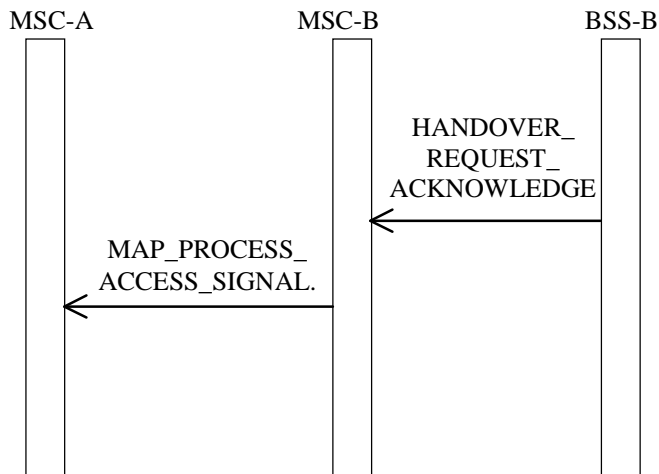 MSC-A
MSC-B
BSS-B
HANDOVER_
REQUEST_
ACKNOWLEDGE
MAP_PROCESS_
ACCESS_SIGNAL.